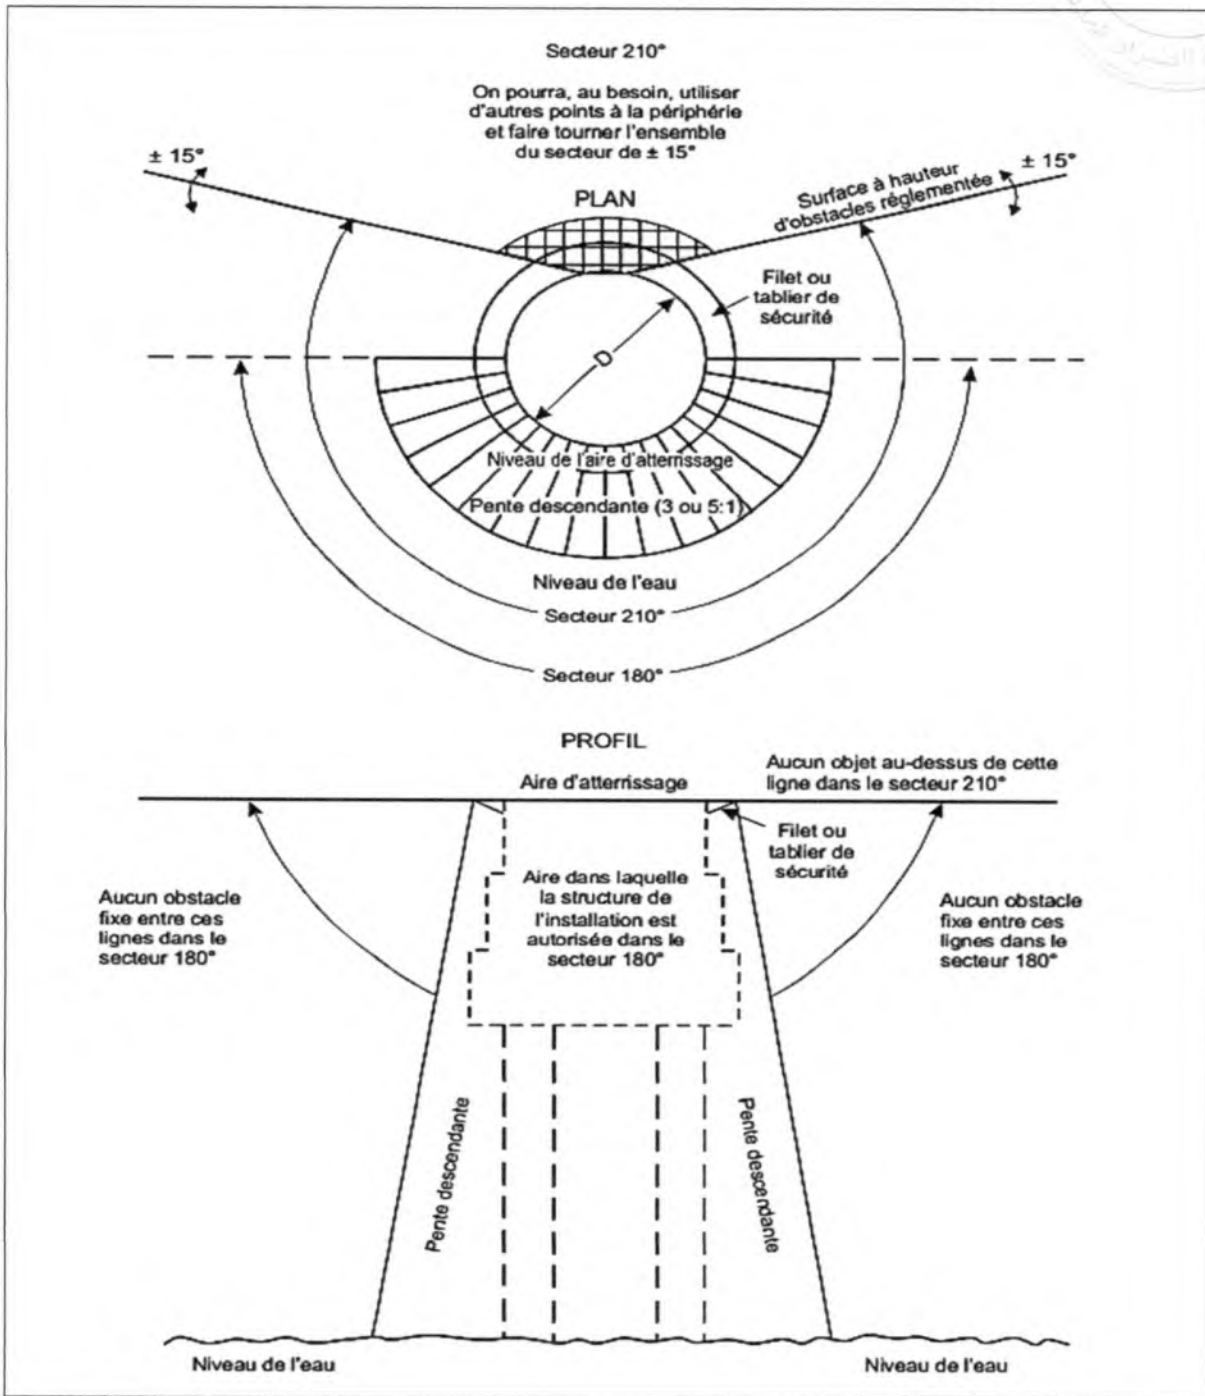 Secteur 210°
On pourra, au besoin, utiliser
d'autres points à la périphérie
et faire tourner l'ensemble
du secteur de ± 15°
± 15°
± 15°
PLAN
Surface à hauteur
d'obstacles réglementée
Filet ou
tablier de
sécurité
D
Niveau de l'aire d'atterrissage
Pente descendante (3 ou 5:1)
Niveau de l'eau
Secteur 210°
Secteur 180°
PROFIL
Aire d'atterrissage
Aucun objet au-dessus de cette
ligne dans le secteur 210°
Filet ou
tablier de
sécurité
Aire dans laquelle
la structure de
l'installation est
autorisée dans le
secteur 180°
Aucun obstacle
fixe entre ces
lignes dans le
secteur 180°
Aucun obstacle
fixe entre ces
lignes dans le
secteur 180°
Pente descendante
Pente descendante
Niveau de l'eau
Niveau de l'eau